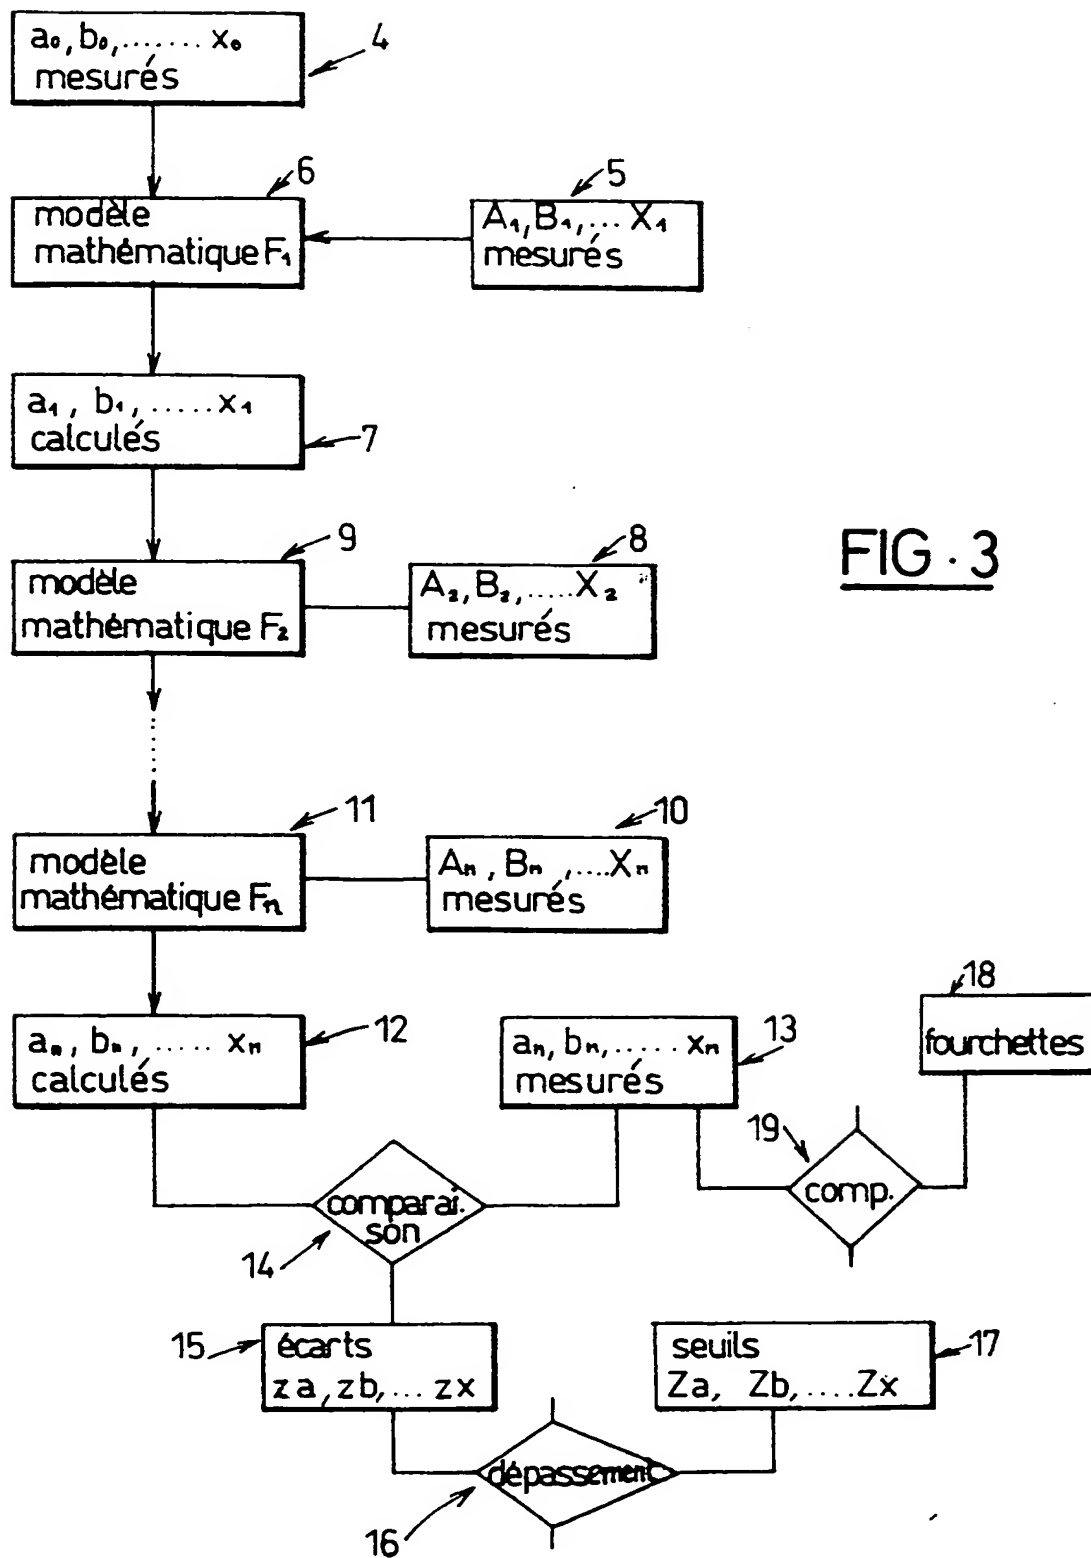 a₀, b₀, ....... x₀
mesurés
4
6
modèle
mathématique F₁
5
A₁, B₁, ... X₁
mesurés
a₁, b₁, ..... x₁
calculés
7
9
modèle
mathématique F₂
8
A₂, B₂, ..... X₂
mesurés
FIG. 3
11
modèle
mathématique Fₙ
10
Aₙ, Bₙ, .... Xₙ
mesurés
12
aₙ, bₙ, ..... xₙ
calculés
aₙ, bₙ, ..... xₙ
mesurés
13
18
fourchettes
19
comp.
comparai.
son
14
15
écarts
za, zb, ... zx
seuils
Za, Zb, .... Zx
17
dépassement
16